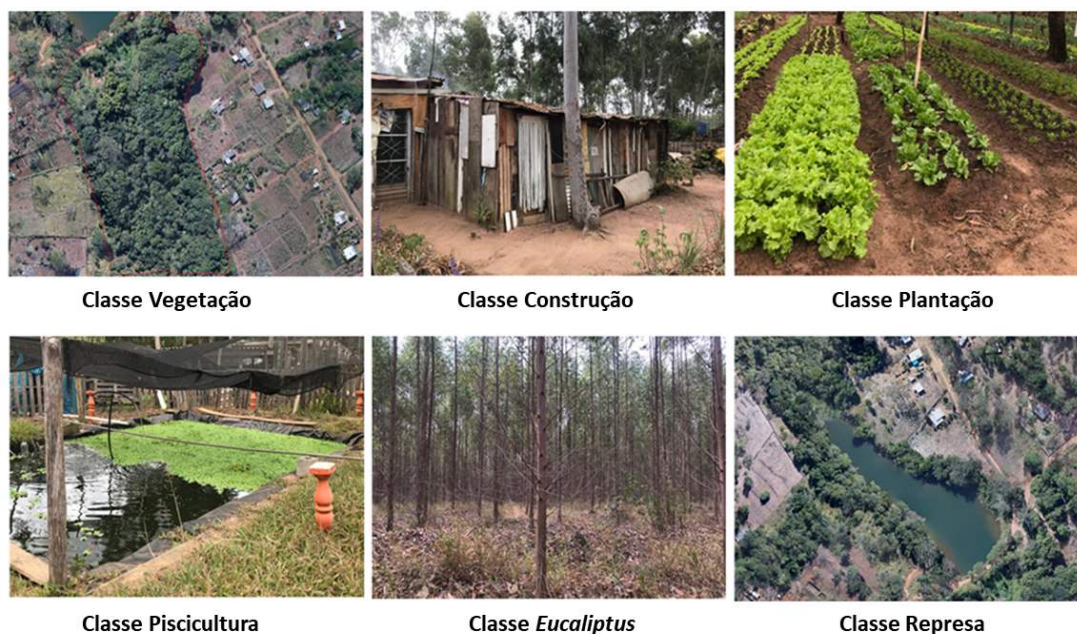 Classe Vegetação
Classe Construção
Classe Plantação
Classe Piscicultura
Classe Eucaliptus
Classe Represa